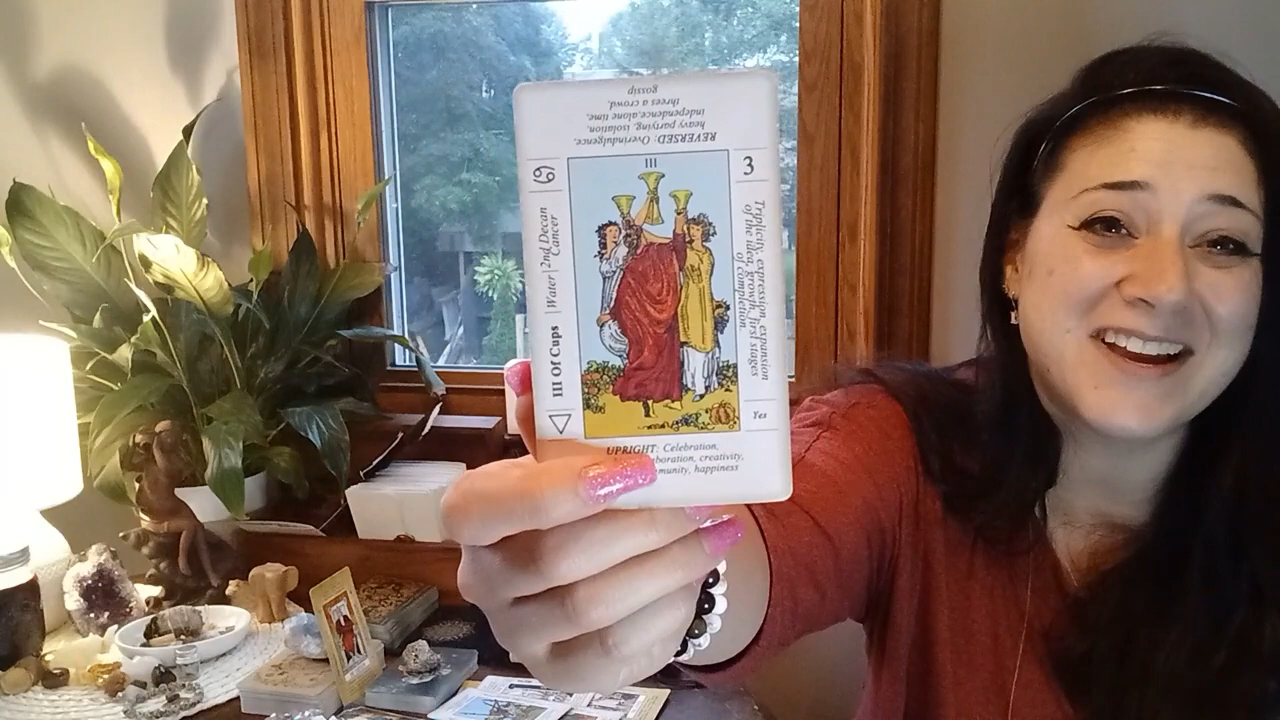 REVERSED: Overindulgence,
heavy partying, isolation,
independence,alone time,
threes a crowd,
gossip
III
3
III Of Cups
Water
2nd Decan
Cancer
Triplicity, expression, expansion
of the idea, growth, first stages
of completion.
Yes
UPRIGHT: Celebration,
creativity,
happiness